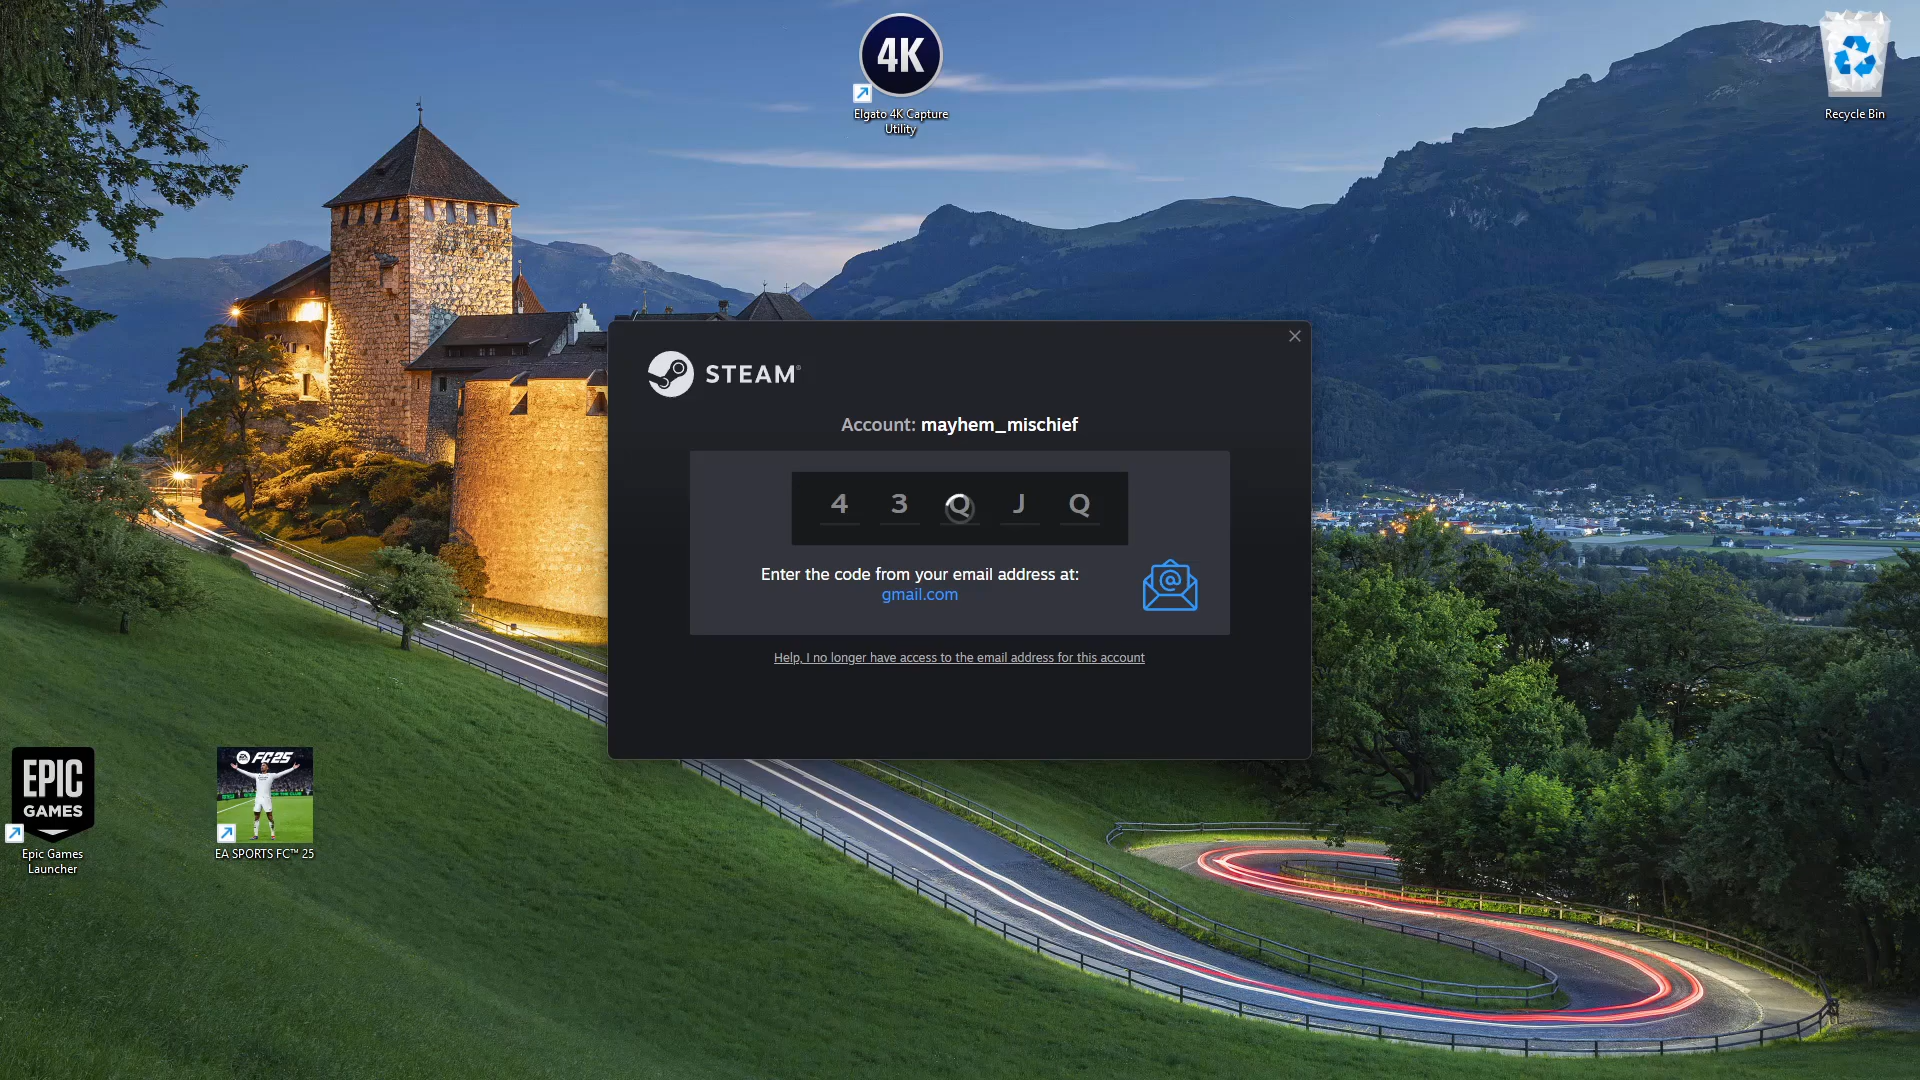 4K
Elgato 4K Capture
Utility
Recycle Bin
STEAM®
Account: mayhem_mischief
4 3 Q J Q
Enter the code from your email address at:
gmail.com
Help, I no longer have access to the email address for this account
EPIC
GAMES
Epic Games
Launcher
FC25
EA SPORTS FC™ 25